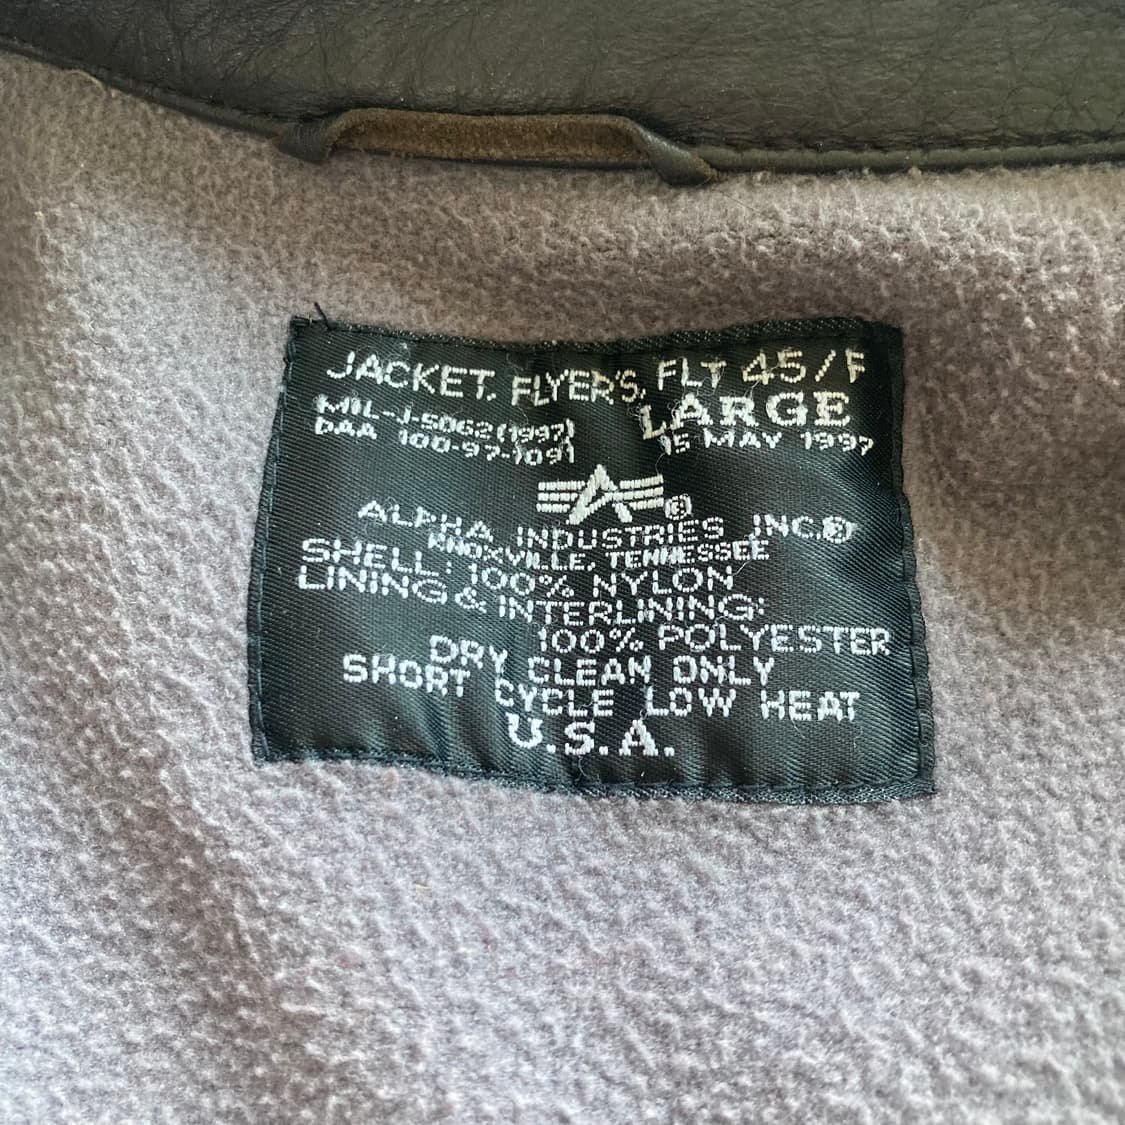 JACKET, FLYER'S, FLT 45/F
LARGE
MIL-J-5062(1997)
DAA 100-97-1091
15 MAY 1997
®
ALPHA INDUSTRIES INC.®
KNOXVILLE, TENNESSEE
SHELL: 100% NYLON
LINING & INTERLINING:
100% POLYESTER
DRY CLEAN ONLY
SHORT CYCLE LOW HEAT
U.S.A.